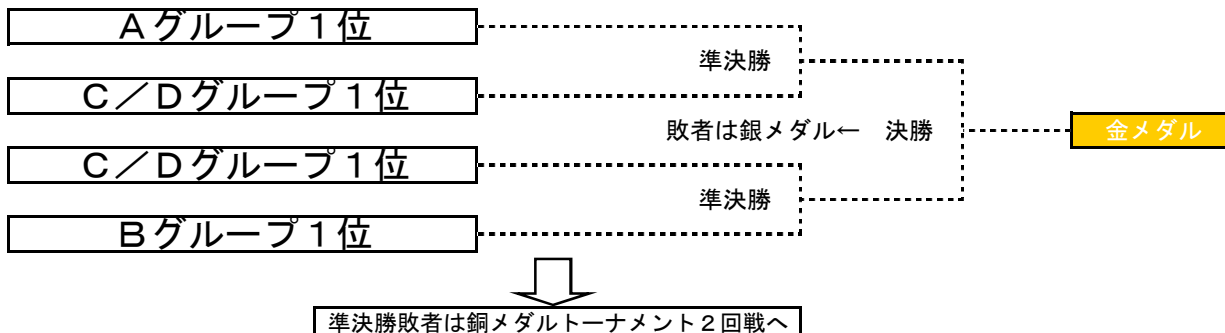 Ａグループ１位
準決勝
Ｃ／Ｄグループ１位
敗者は銀メダル←　決勝
金メダル
Ｃ／Ｄグループ１位
準決勝
Ｂグループ１位
準決勝敗者は銅メダルトーナメント２回戦へ